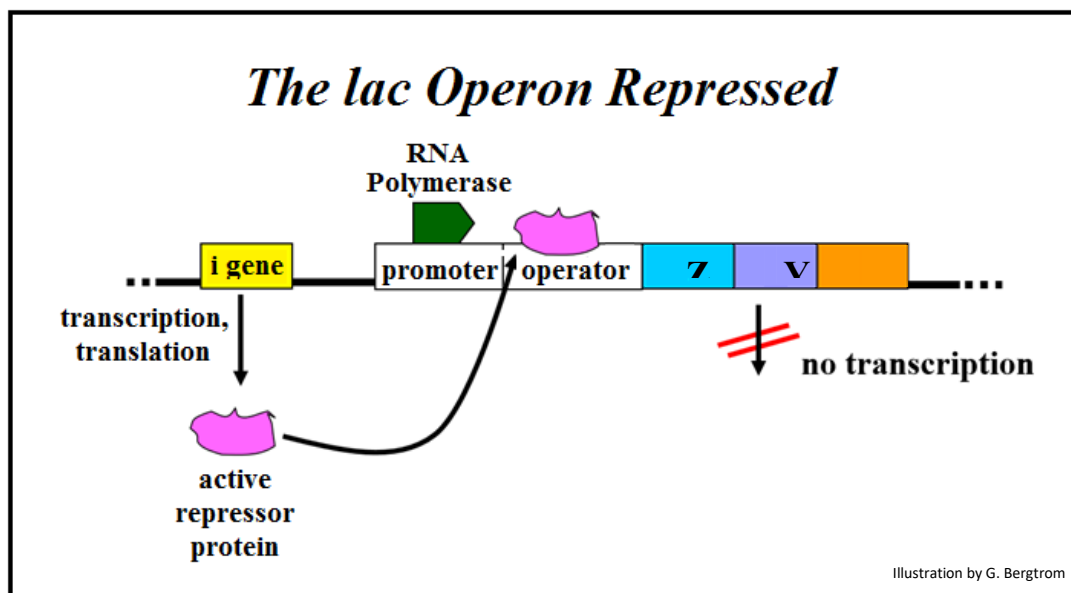 The lac Operon Repressed
RNA
Polymerase
i gene
promoter
operator
transcription,
translation
no transcription
active
repressor
protein
Illustration by G. Bergtrom